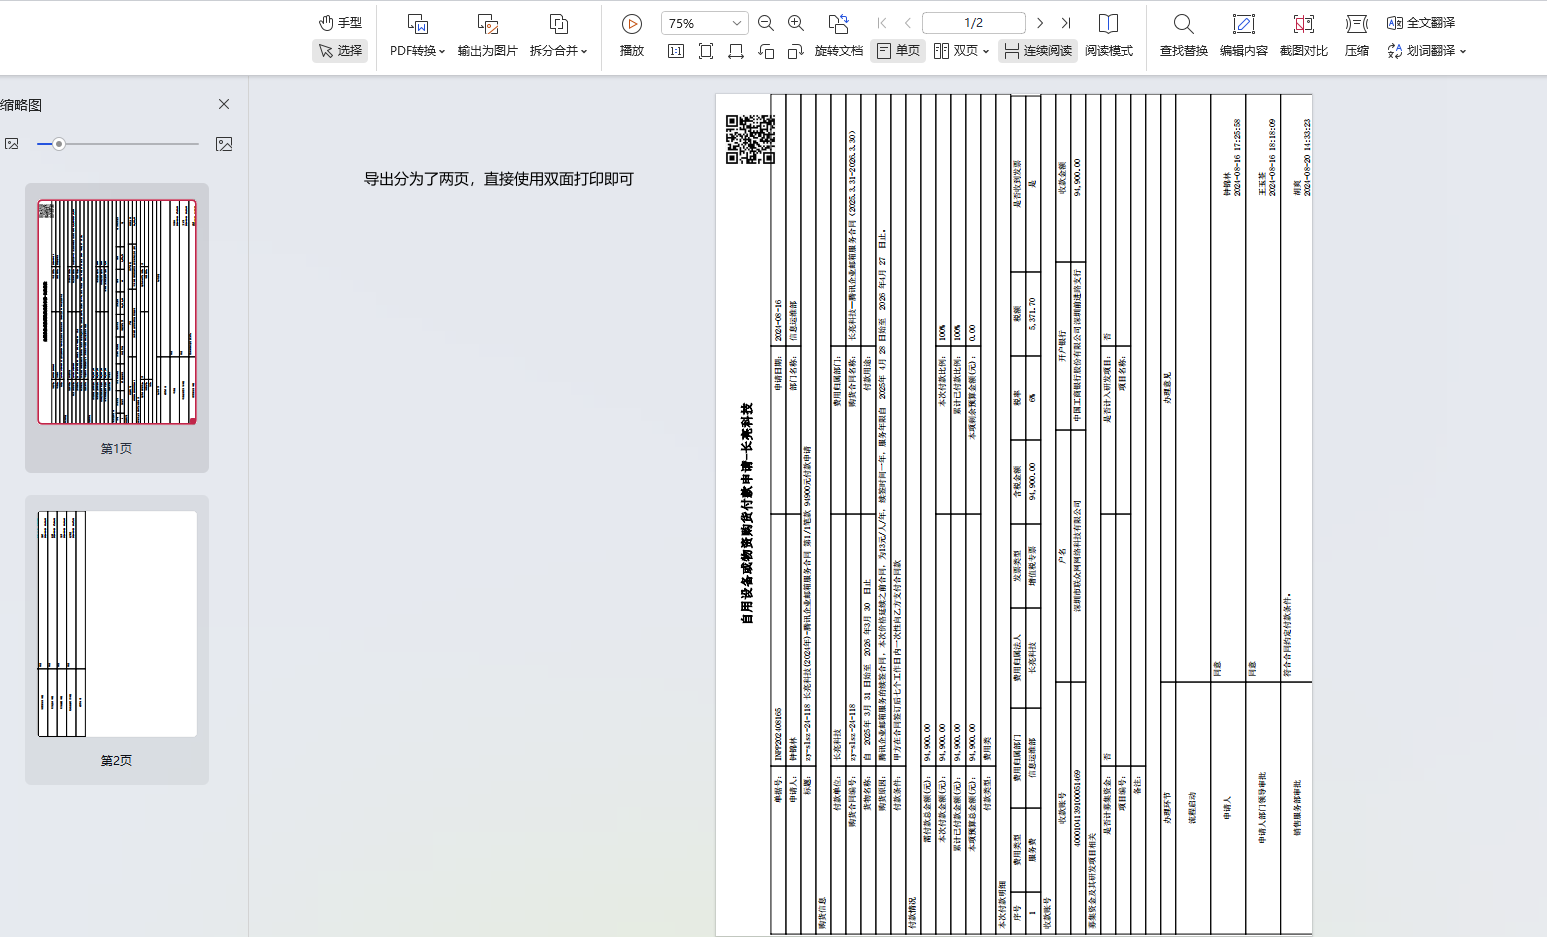 手型
选择
PDF转换
输出为图片
拆分合并
播放
75%
1:1
旋转文档
1/2
单页
双页
连续阅读
阅读模式
查找替换
编辑内容
截图对比
压缩
全文翻译
划词翻译
缩略图
第1页
第2页
导出分为了两页，直接使用双面打印即可
自用设备或物资购货付款申请-长亮科技
单据号: INPP202408165 申请日期: 2024-08-16
申请人: 钟锦林 部门名称: 信息运维部
标题: zy-slsz-24-118 长亮科技(2024年)-腾讯企业邮箱服务合同 第1/1笔款 94900元付款申请
购货信息
付款单位: 长亮科技 费用归属部门:
购货合同编号: zy-slsz-24-118 购货合同名称: 长亮科技—腾讯企业邮箱服务合同（2025.3.31-2026.3.30）
货物名称: 自 2025年 3月 31 日始至 2026 年3月 30 日止 付款用途:
购货原因: 腾讯企业邮箱服务的续签合同, 本次价格延续之前合同, 为13元/人/年, 续签时间一年, 服务年限自 2025年 4月 28 日始至 2026 年4月 27 日止。
付款条件: 甲方在合同签订后七个工作日内一次性向乙方支付合同款
付款情况
需付款总金额(元): 94,900.00
本次付款金额(元): 94,900.00 本次付款比例: 100%
累计已付款金额(元): 94,900.00 累计已付款比例: 100%
本项预算总金额(元): 94,900.00 本项剩余预算金额(元): 0.00
付款类型: 费用类
本次付款明细
序号 费用类型 费用归属部门 费用归属法人 发票类型 含税金额 税率 税额 是否收到发票
1 服务费 信息运维部 长亮科技 增值税专票 94,900.00 6% 5,371.70 是
收款账号
收款账号 户名 开户银行 收款金额
4000104139100051469 深圳市联众网网络科技有限公司 中国工商银行股份有限公司深圳前进路支行 94,900.00
募集资金及其研发项目相关
是否计募集资金: 否 是否计入研发项目: 否
项目编号: 项目名称:
备注:
办理环节 办理意见
流程启动
申请人 同意 钟锦林
2024-08-16 17:25:58
申请人部门领导审批 同意 王玉荃
2024-08-16 18:18:09
销售服务部审批 符合合同约定付款条件。 胡爽
2024-08-20 14:33:23